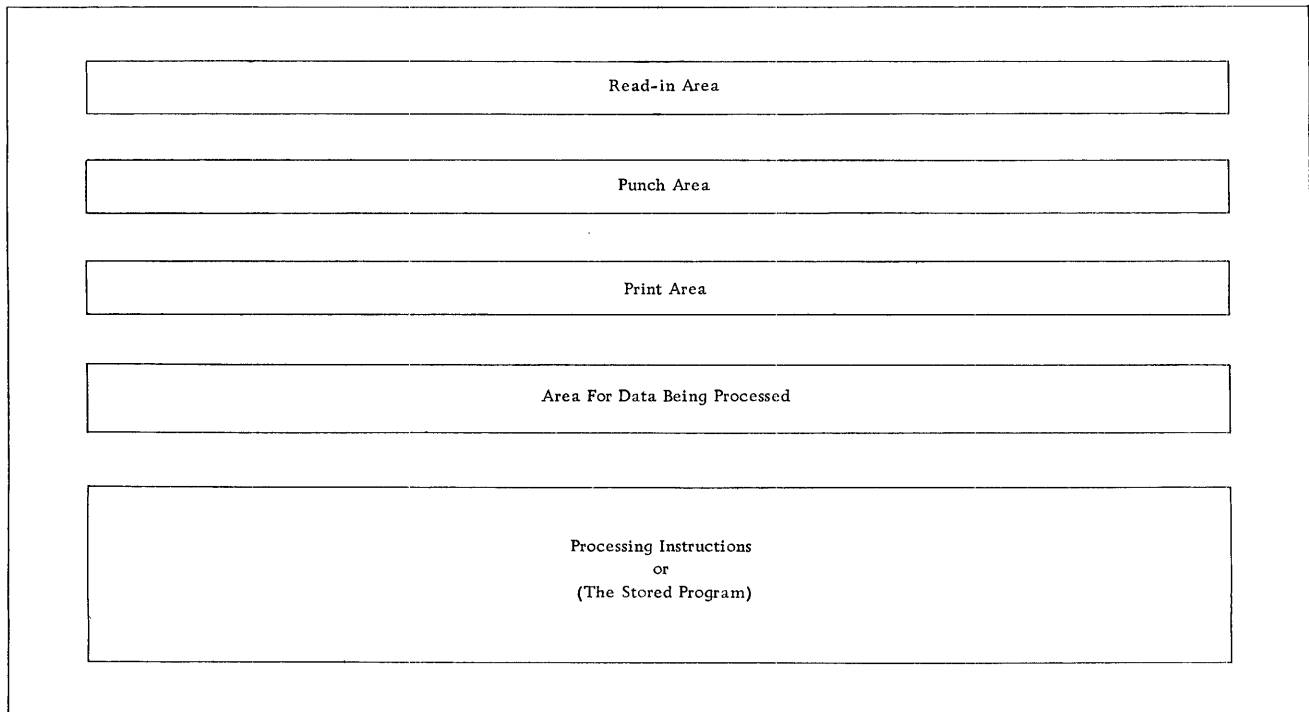 Read-in Area
Punch Area
Print Area
Area For Data Being Processed
Processing Instructions
or
(The Stored Program)